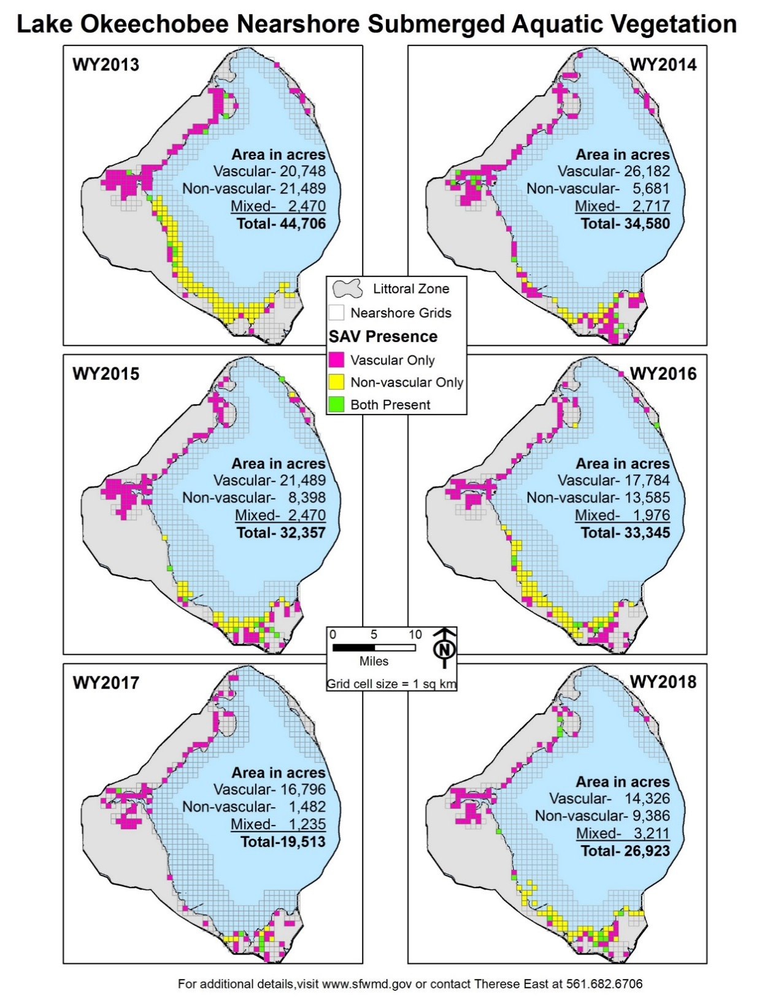 Lake Okeechobee Nearshore Submerged Aquatic Vegetation
WY2013
Area in acres
Vascular- 20,748
Non-vascular- 21,489
Mixed- 2,470
Total- 44,706
WY2014
Area in acres
Vascular- 26,182
Non-vascular- 5,681
Mixed- 2,717
Total- 34,580
Littoral Zone
Nearshore Grids
SAV Presence
Vascular Only
Non-vascular Only
Both Present
WY2015
Area in acres
Vascular- 21,489
Non-vascular- 8,398
Mixed- 2,470
Total- 32,357
WY2016
Area in acres
Vascular- 17,784
Non-vascular- 13,585
Mixed- 1,976
Total- 33,345
0 5 10
Miles
N
Grid cell size = 1 sq km
WY2017
Area in acres
Vascular- 16,796
Non-vascular- 1,482
Mixed- 1,235
Total-19,513
WY2018
Area in acres
Vascular- 14,326
Non-vascular- 9,386
Mixed- 3,211
Total- 26,923
For additional details,visit www.sfwmd.gov or contact Therese East at 561.682.6706